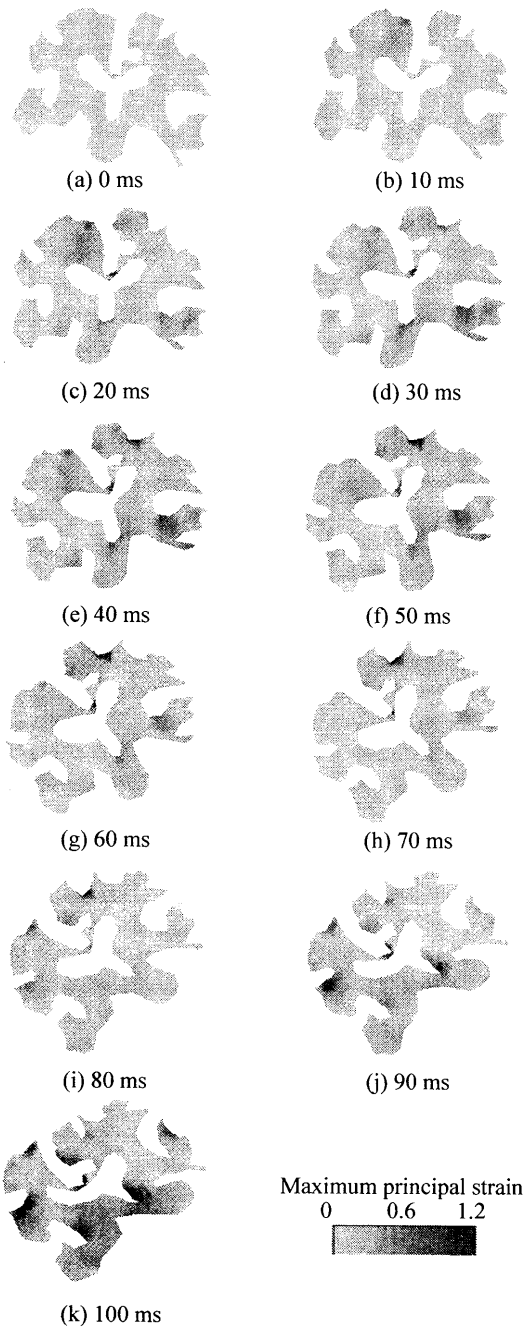 (a) 0 ms
(b) 10 ms
(c) 20 ms
(d) 30 ms
(e) 40 ms
(f) 50 ms
(g) 60 ms
(h) 70 ms
(i) 80 ms
(j) 90 ms
Maximum principal strain
0 0.6 1.2
(k) 100 ms